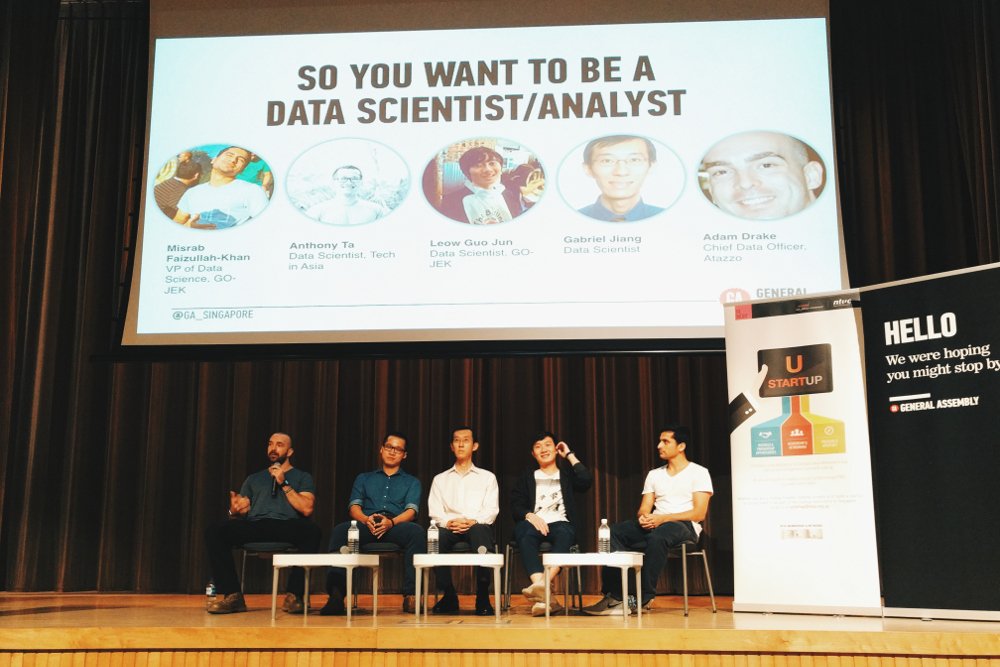 SO YOU WANT TO BE A
DATA SCIENTIST/ANALYST
Misrab
Faizullah-Khan
VP of Data
Science, GO-
JEK
Anthony Ta
Data Scientist, Tech
in Asia
Leow Guo Jun
Data Scientist, GO-
JEK
Gabriel Jiang
Data Scientist
Adam Drake
Chief Data Officer,
Atazzo
@GA_SINGAPORE
GA GENERAL
ntuc
U
STARTUP
HELLO
We were hoping
you might stop by
GENERAL ASSEMBLY